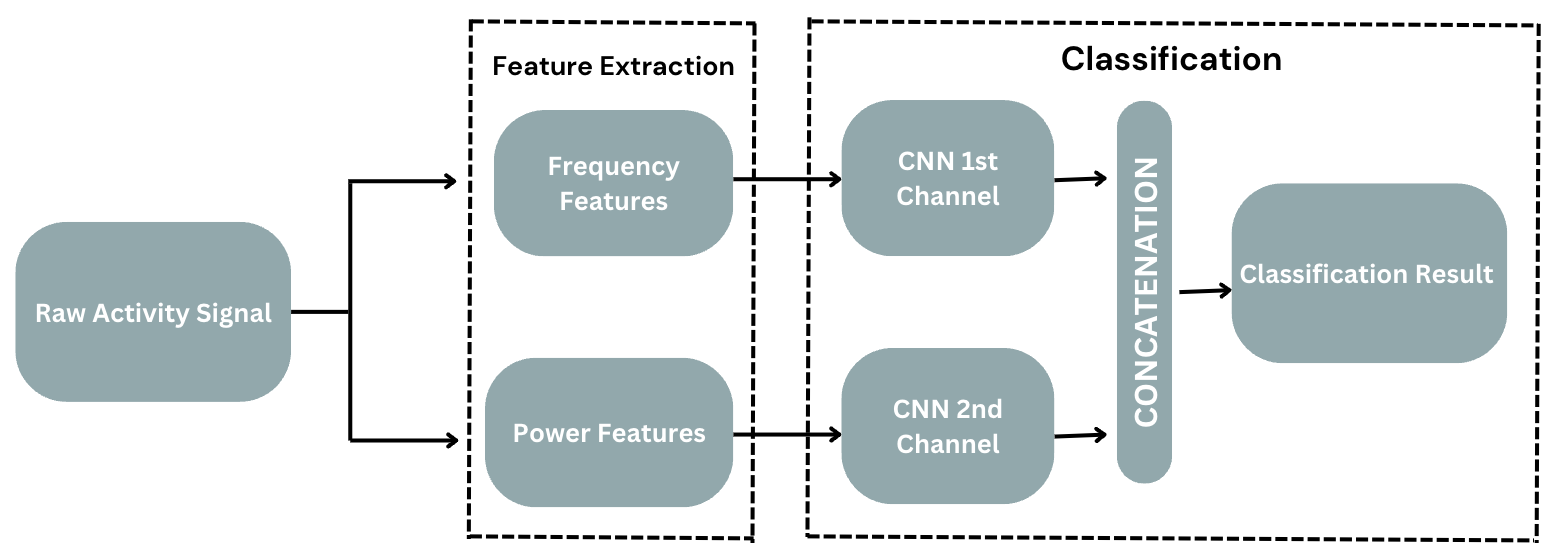 Raw Activity Signal
Feature Extraction
Frequency
Features
Power Features
Classification
CNN 1st
Channel
CNN 2nd
Channel
CONCATENATION
Classification Result